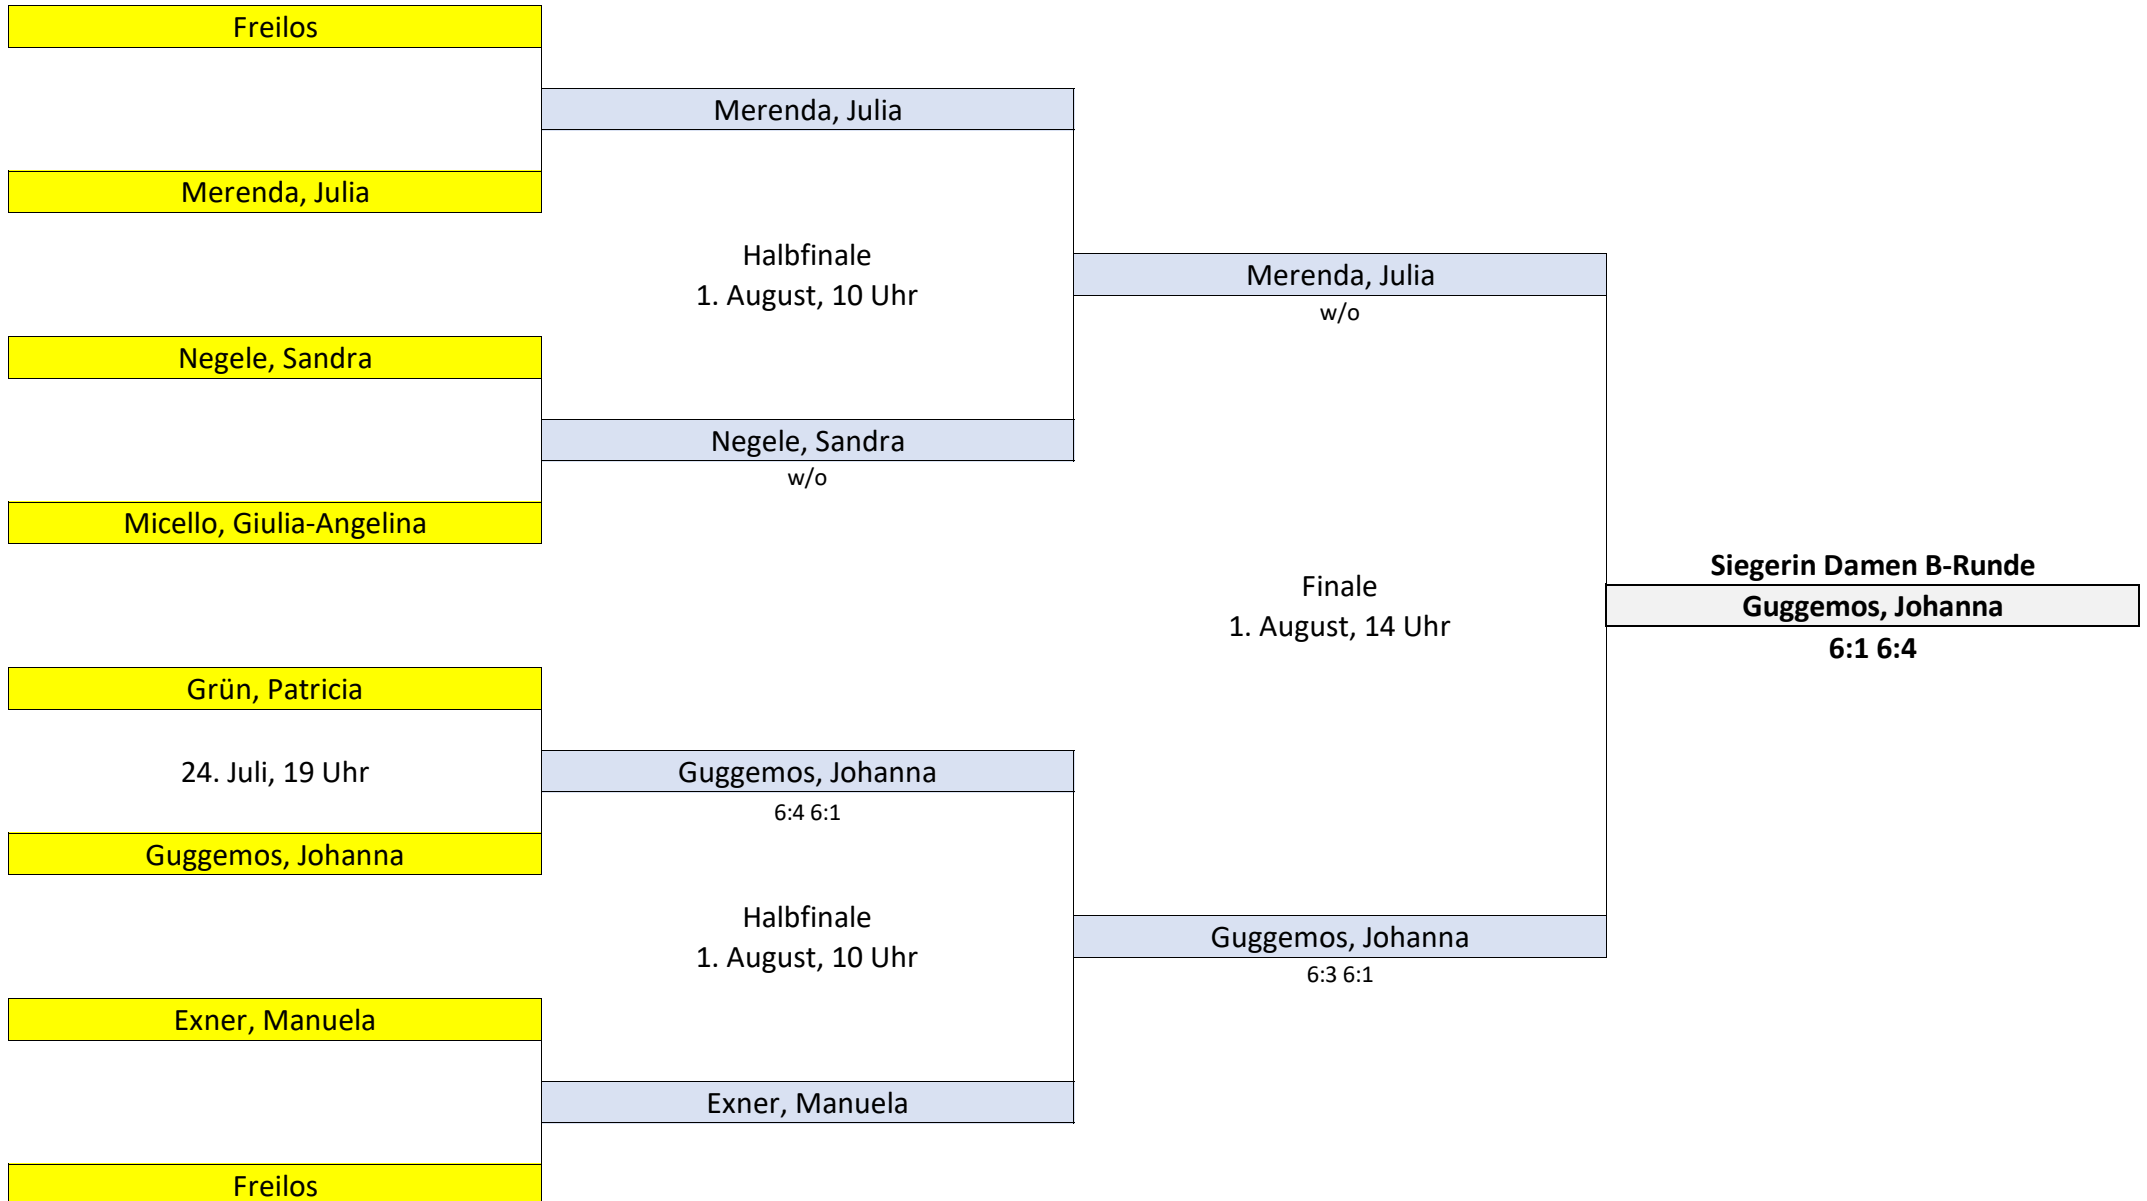 Freilos
Merenda, Julia
Merenda, Julia
Halbfinale
1. August, 10 Uhr
Merenda, Julia
w/o
Negele, Sandra
Negele, Sandra
w/o
Micello, Giulia-Angelina
Siegerin Damen B-Runde
Finale
Guggemos, Johanna
1. August, 14 Uhr
6:1 6:4
Grün, Patricia
24. Juli, 19 Uhr
Guggemos, Johanna
6:4 6:1
Guggemos, Johanna
Halbfinale
1. August, 10 Uhr
Guggemos, Johanna
6:3 6:1
Exner, Manuela
Exner, Manuela
Freilos